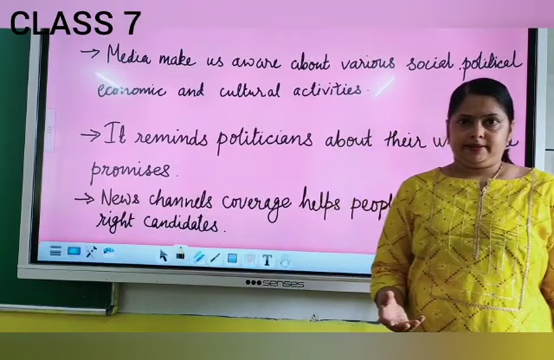 CLASS 7
→ Media make us aware about various social political
economic and cultural activities.
→ It reminds politicians about their
promises.
→ News channels coverage helps
right candidates.
T
senses